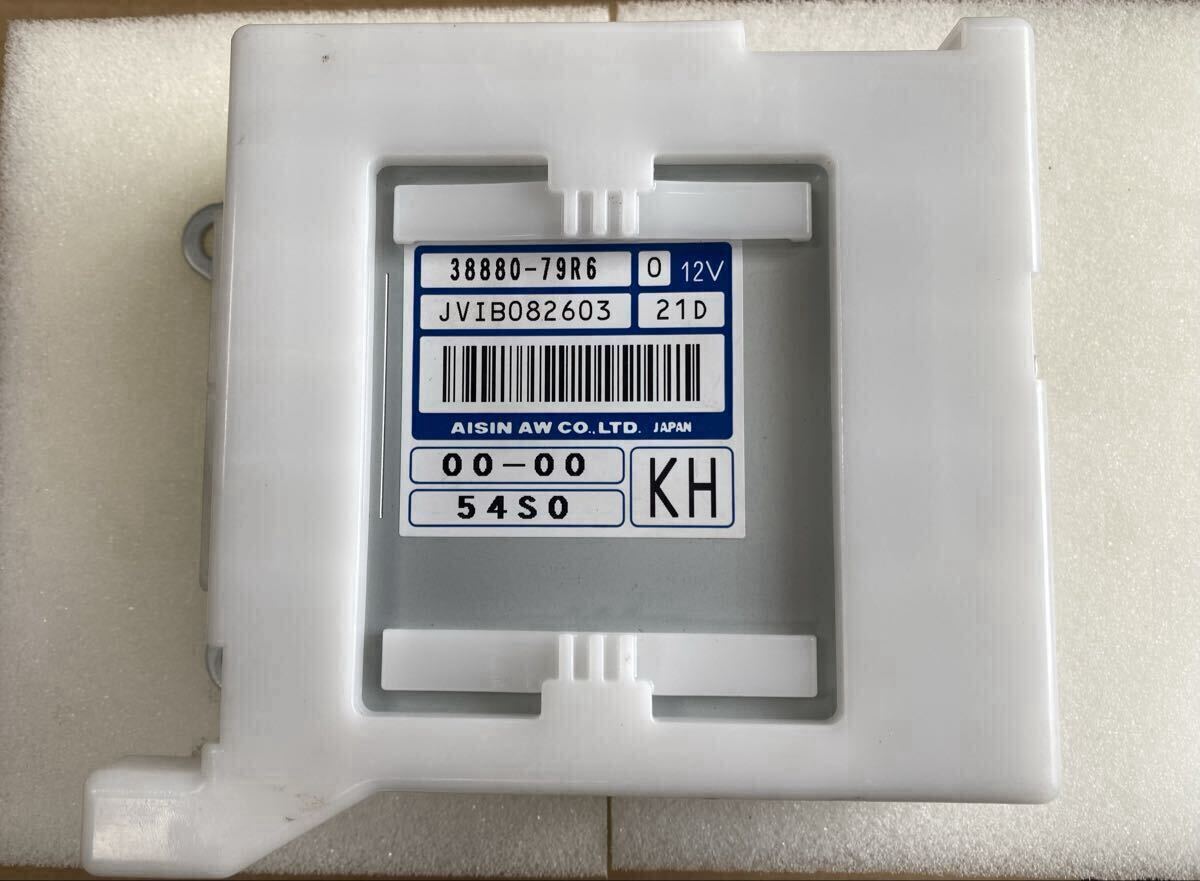 38880-79R6 0 12V
JVIB082603 21D
AISIN AW CO.,LTD. JAPAN
00-00
54S0
KH